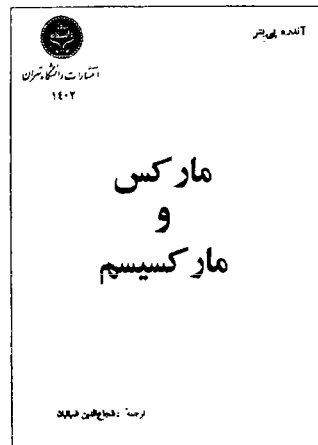 آندره پی‌یتر
انتشارات دانشگاه تهران
۱۴۰۲
مارکس
و
مارکسیسم
ترجمهٔ : شجاع‌الدین ضیائیان